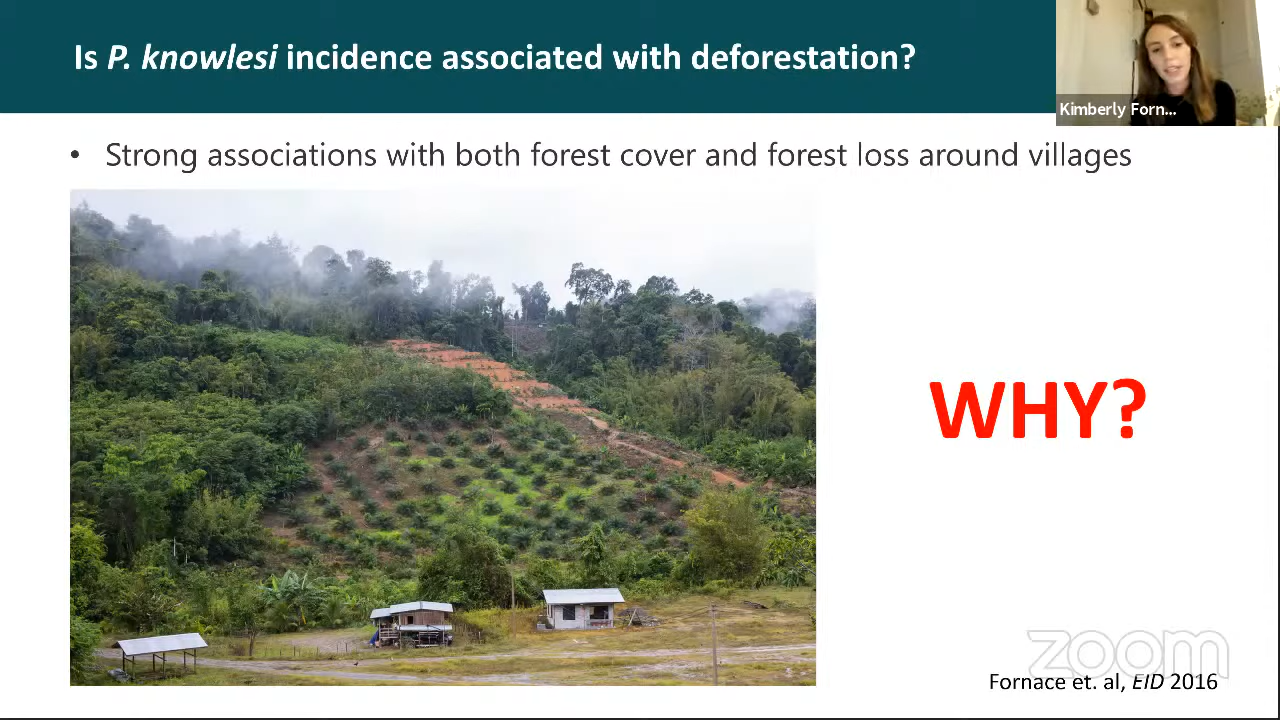 Is P. knowlesi incidence associated with deforestation?
Kimberly Forn...
• Strong associations with both forest cover and forest loss around villages
WHY?
zoom
Fornace et. al, EID 2016